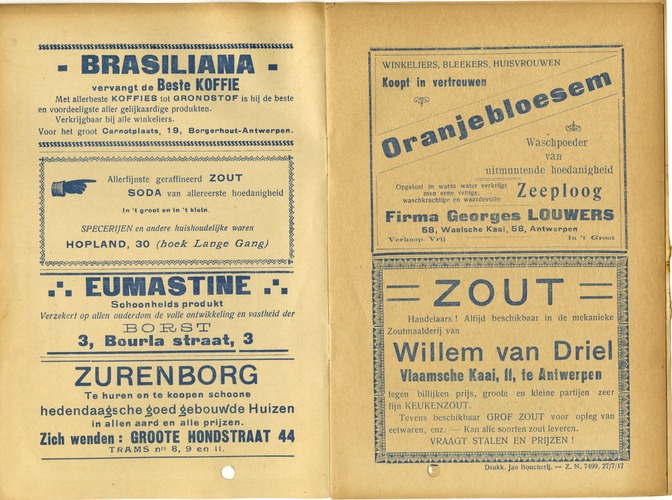 - BRASILIANA -
vervangt de Beste KOFFIE
Met allerbeste KOFFIES tot GRONDSTOF is hij de beste
en voordeeligste aller gelijkaardige produkten.
Verkrijgbaar bij alle winkeliers.
Voor het groot Carnotplaats, 19, Borgerhout-Antwerpen.
Allerfijnste geraffineerd ZOUT
SODA van allereerste hoedanigheid
In 't groot en in 't klein.
SPECERIJEN en andere huishoudelijke waren
HOPLAND, 30 (hoek Lange Gang)
EUMASTINE
Schoonheids produkt
Verzekert op allen ouderdom de volle ontwikkeling en vastheid der
BORST
3, Bourla straat, 3
ZURENBORG
Te huren en te koopen schoone
hedendaagsche goed gebouwde Huizen
in allen aard en alle prijzen.
Zich wenden : GROOTE HONDSTRAAT 44
TRAMS nrs 8, 9 en 11.
WINKELIERS, BLEEKERS, HUISVROUWEN
Koopt in vertrouwen
Oranjebloesem
Waschpoeder
van
uitmuntende hoedanigheid
Opgelost in warm water verkrijgt
men eene vettige,
waschkrachtige en waardevolle
Zeeploog
Firma Georges LOUWERS
58, Waalsche Kaai, 58, Antwerpen
Verkoop Vrij In 't Groot
= ZOUT =
Handelaars ! Altijd beschikbaar in de mekanieke
Zoutmaalderij van
Willem van Driel
Vlaamsche Kaai, 11, te Antwerpen
tegen billijken prijs, groote en kleine partijen zeer
fijn KEUKENZOUT.
Tevens beschikbaar GROF ZOUT voor opleg van
eetwaren, enz. — Kan alle soorten zout leveren.
VRAAGT STALEN EN PRIJZEN !
Drukk. Jan Boucherij. — Z. N. 7499, 27/7/17